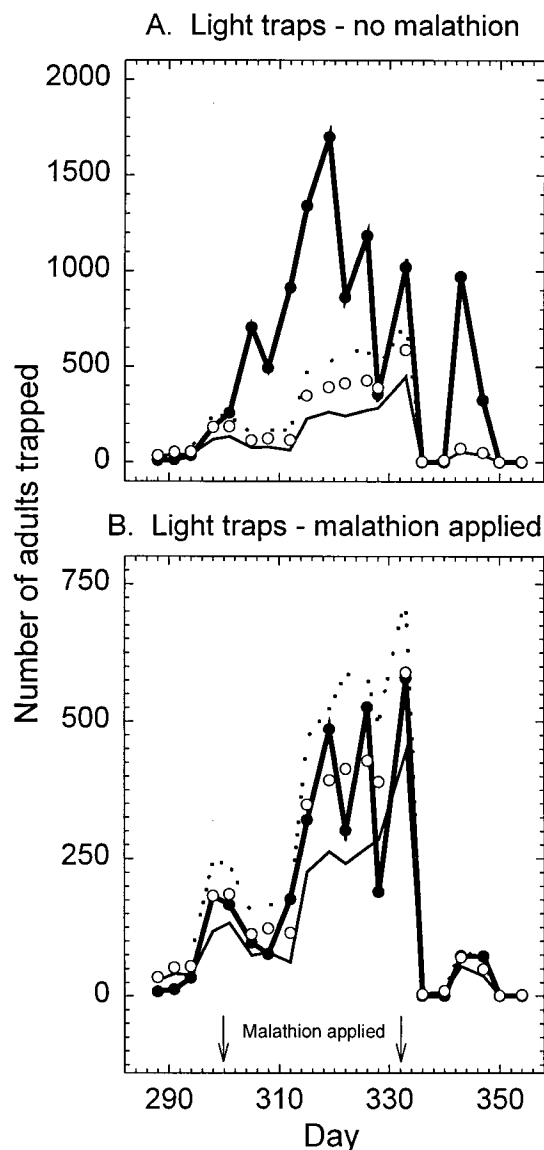 A. Light traps - no malathion
2000
1500
1000
500
0
B. Light traps - malathion applied
750
500
250
0
Malathion applied
290 310 330 350
Day
Number of adults trapped